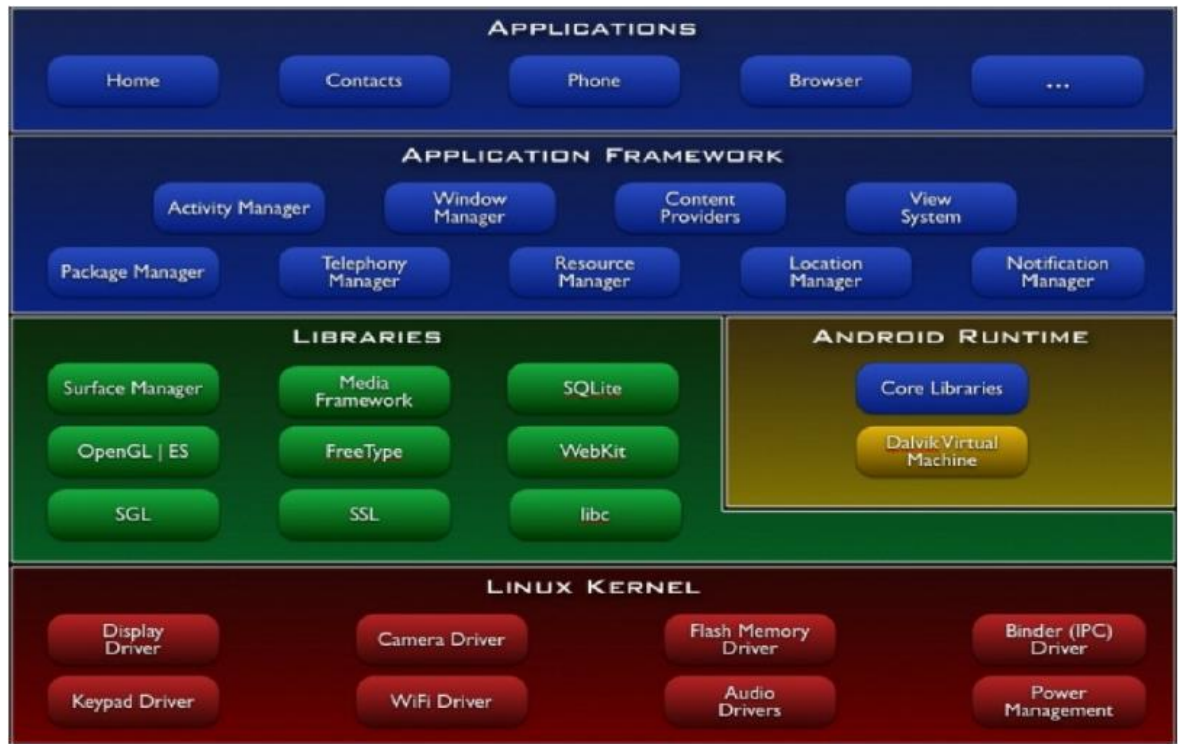 APPLICATIONS
Home
Contacts
Phone
Browser
...
APPLICATION FRAMEWORK
Activity Manager
Window
Manager
Content
Providers
View
System
Package Manager
Telephony
Manager
Resource
Manager
Location
Manager
Notification
Manager
LIBRARIES
Surface Manager
Media
Framework
SQLite
OpenGL | ES
FreeType
WebKit
SGL
SSL
libc
ANDROID RUNTIME
Core Libraries
Dalvik Virtual
Machine
LINUX KERNEL
Display
Driver
Camera Driver
Flash Memory
Driver
Binder (IPC)
Driver
Keypad Driver
WiFi Driver
Audio
Drivers
Power
Management